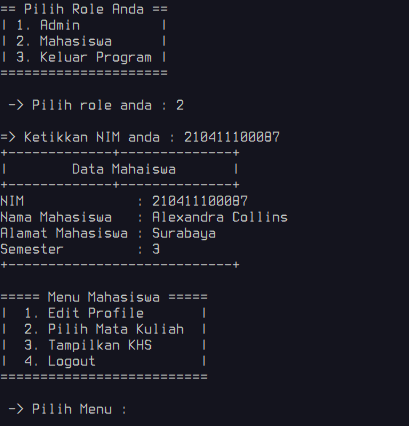 == Pilih Role Anda ==
| 1. Admin          |
| 2. Mahasiswa      |
| 3. Keluar Program |
=====================
-> Pilih role anda : 2
=> Ketikkan NIM anda : 210411100087
+-------------+--------------+
|        Data Mahaiswa       |
+-------------+--------------+
NIM              : 210411100087
Nama Mahasiswa   : Alexandra Collins
Alamat Mahasiswa : Surabaya
Semester         : 3
+----------------------------+
===== Menu Mahasiswa =====
|  1. Edit Profile       |
|  2. Pilih Mata Kuliah  |
|  3. Tampilkan KHS      |
|  4. Logout             |
==========================
-> Pilih Menu :